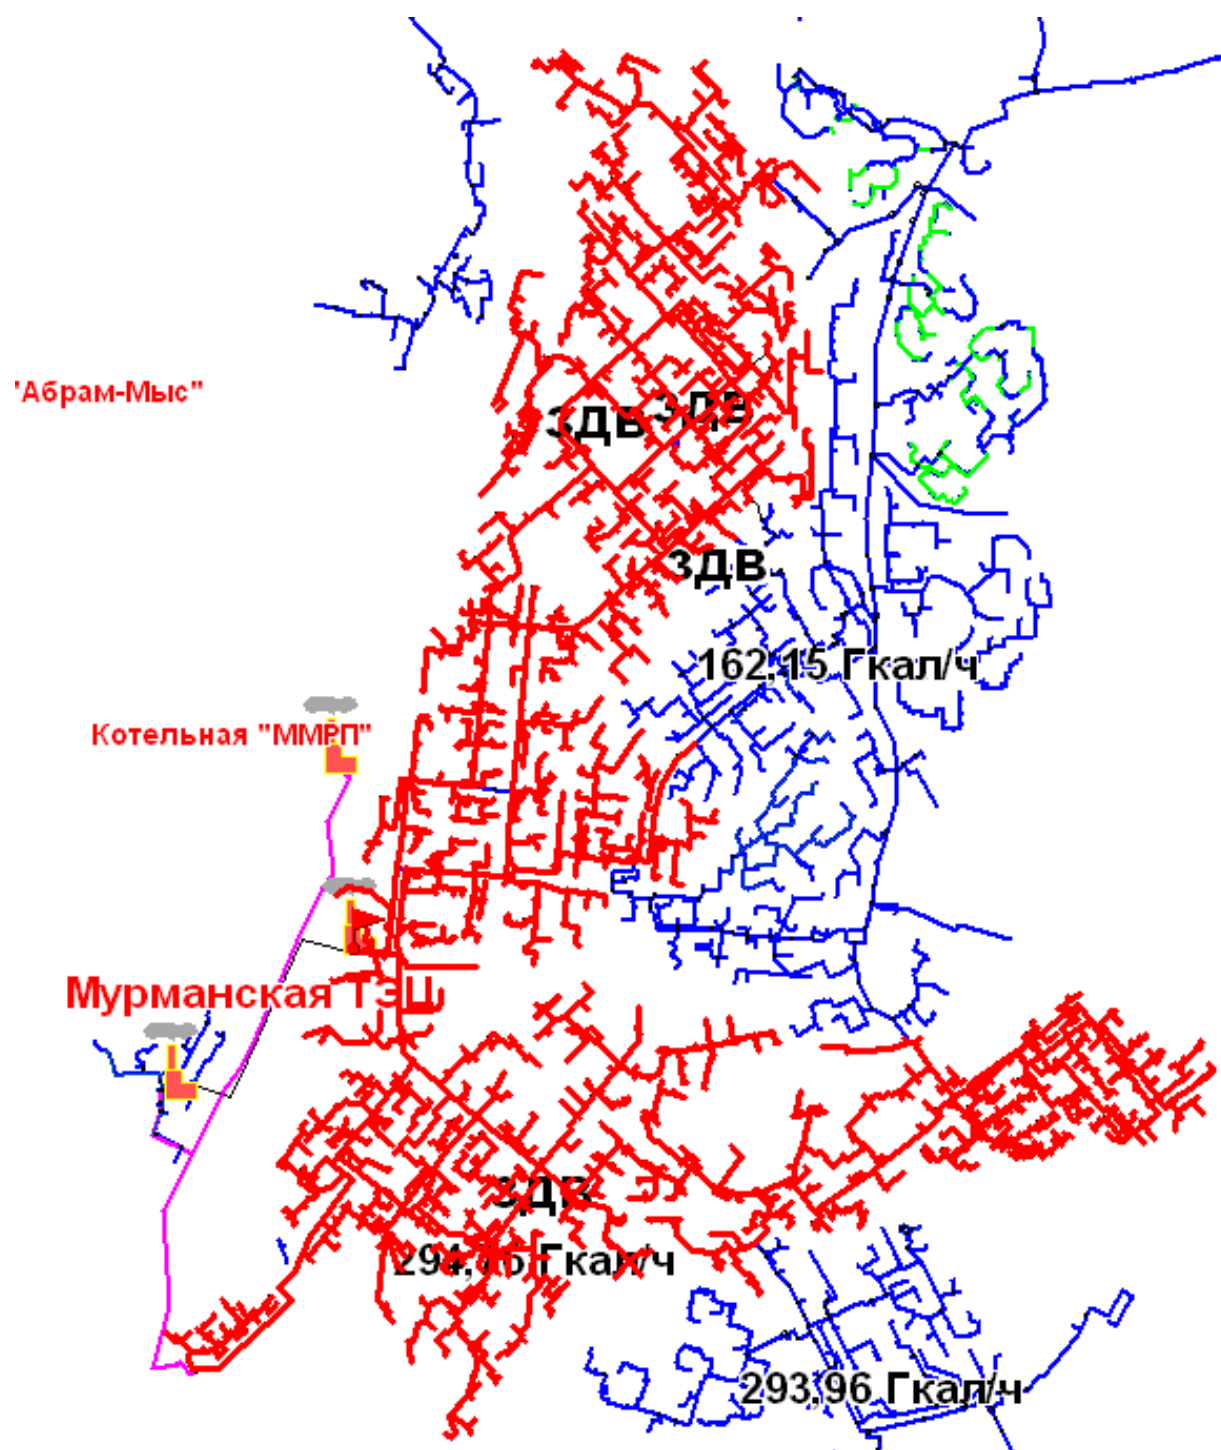 "Абрам-Мыс"
ЗДВ
ЗДВ
ЗДВ
162,15 Гкал/ч
Котельная "ММРП"
Мурманская ТЭЦ
ЗДВ
Гкал/ч
293,96 Гкал/ч